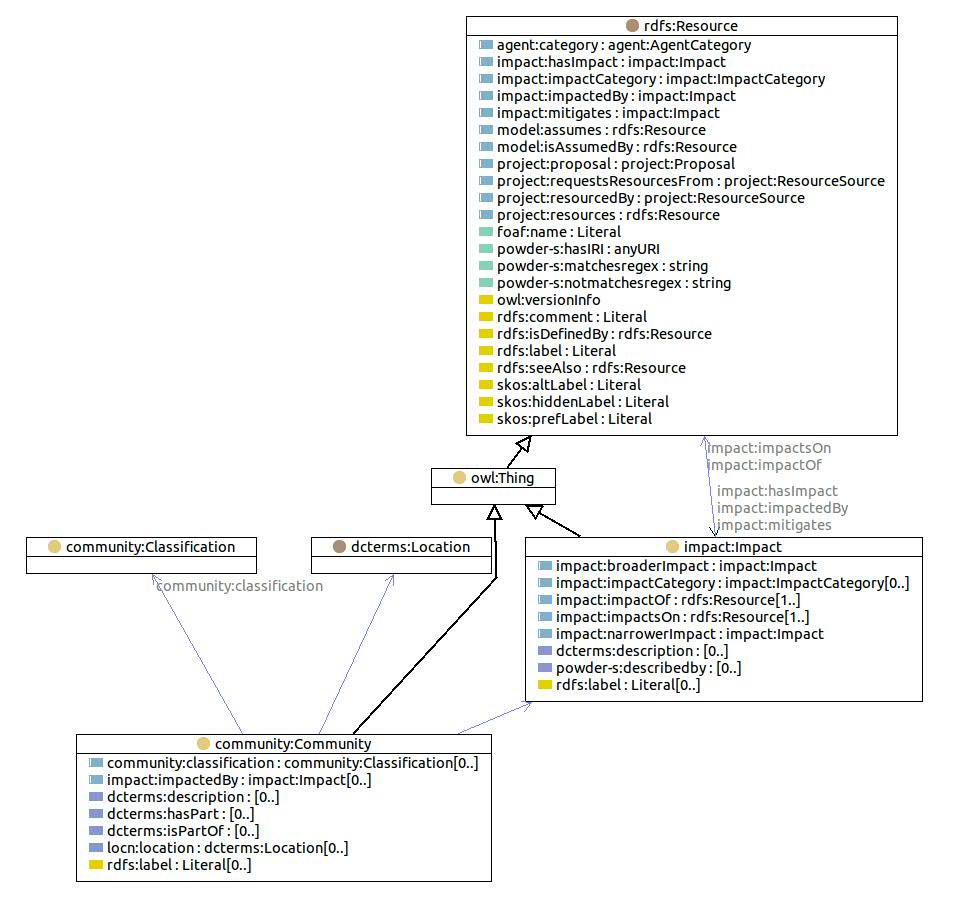 rdfs:Resource
agent:category : agent:AgentCategory
impact:hasImpact : impact:Impact
impact:impactCategory : impact:ImpactCategory
impact:impactedBy : impact:Impact
impact:mitigates : impact:Impact
model:assumes : rdfs:Resource
model:isAssumedBy : rdfs:Resource
project:proposal : project:Proposal
project:requestsResourcesFrom : project:ResourceSource
project:resourcedBy : project:ResourceSource
project:resources : rdfs:Resource
foaf:name : Literal
powder-s:hasIRI : anyURI
powder-s:matchesregex : string
powder-s:notmatchesregex : string
owl:versionInfo
rdfs:comment : Literal
rdfs:isDefinedBy : rdfs:Resource
rdfs:label : Literal
rdfs:seeAlso : rdfs:Resource
skos:altLabel : Literal
skos:hiddenLabel : Literal
skos:prefLabel : Literal
impact:impactsOn
impact:impactOf
impact:hasImpact
impact:impactedBy
impact:mitigates
owl:Thing
community:Classification
dcterms:Location
community:classification
impact:Impact
impact:broaderImpact : impact:Impact
impact:impactCategory : impact:ImpactCategory[0..]
impact:impactOf : rdfs:Resource[1..]
impact:impactsOn : rdfs:Resource[1..]
impact:narrowerImpact : impact:Impact
dcterms:description : [0..]
powder-s:describedby : [0..]
rdfs:label : Literal[0..]
community:Community
community:classification : community:Classification[0..]
impact:impactedBy : impact:Impact[0..]
dcterms:description : [0..]
dcterms:hasPart : [0..]
dcterms:isPartOf : [0..]
locn:location : dcterms:Location[0..]
rdfs:label : Literal[0..]